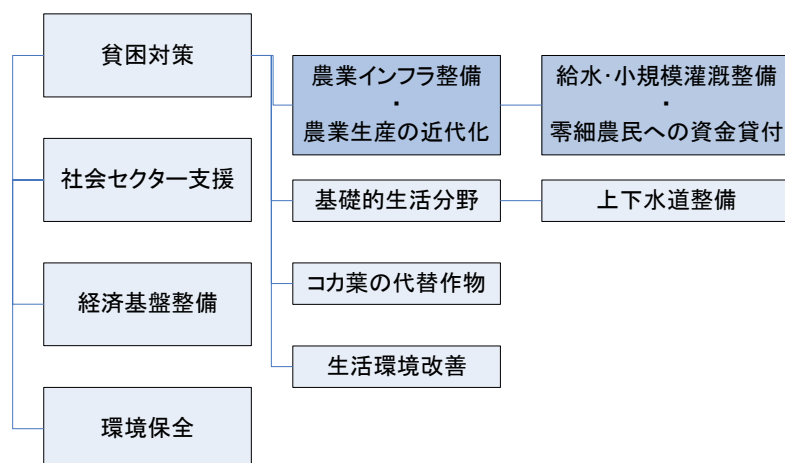 貧困対策
農業インフラ整備
・
農業生産の近代化
給水・小規模灌漑整備
・
零細農民への資金貸付
社会セクター支援
基礎的生活分野
上下水道整備
経済基盤整備
コカ葉の代替作物
生活環境改善
環境保全